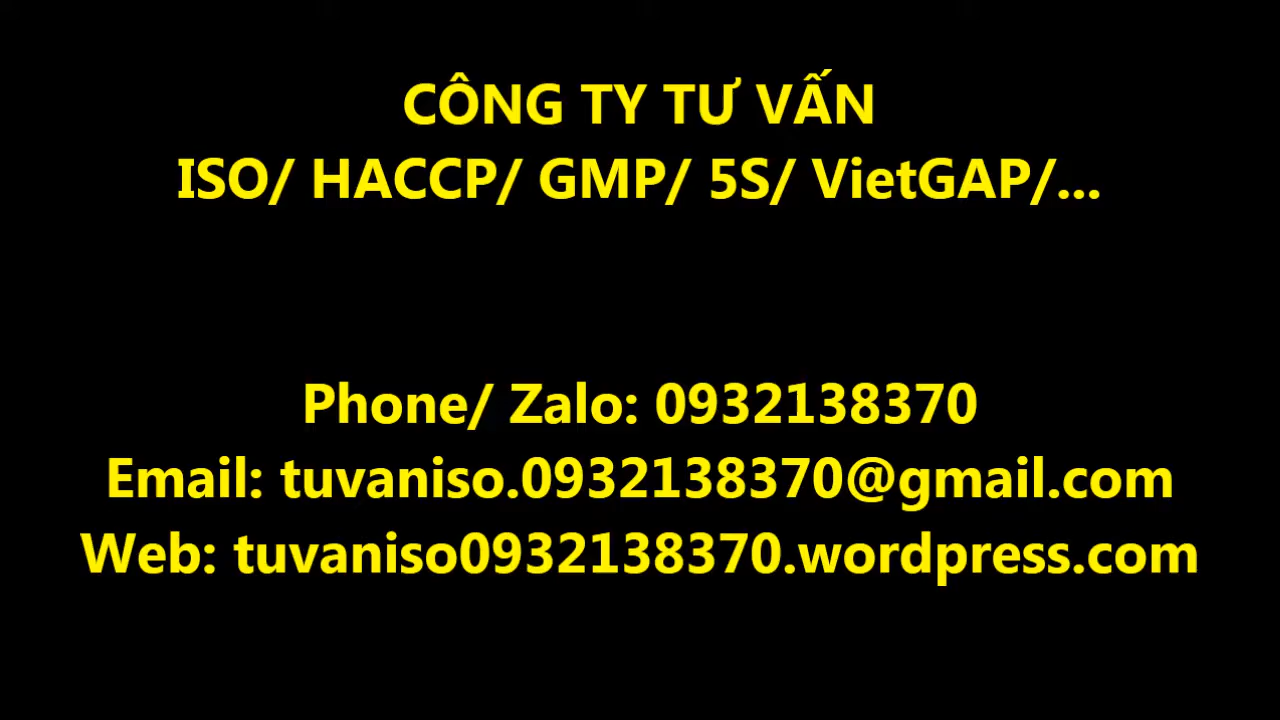 CÔNG TY TƯ VẤN
ISO/ HACCP/ GMP/ 5S/ VietGAP/...
Phone/ Zalo: 0932138370
Email: tuvaniso.0932138370@gmail.com
Web: tuvaniso0932138370.wordpress.com